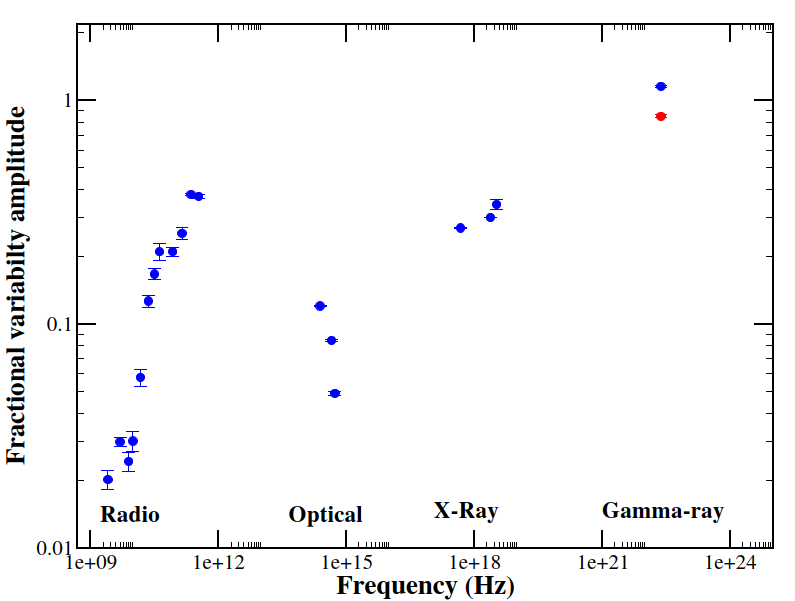 Fractional variabilty amplitude
1
0.1
0.01
Radio
Optical
X-Ray
Gamma-ray
1e+09
1e+12
1e+15
1e+18
1e+21
1e+24
Frequency (Hz)